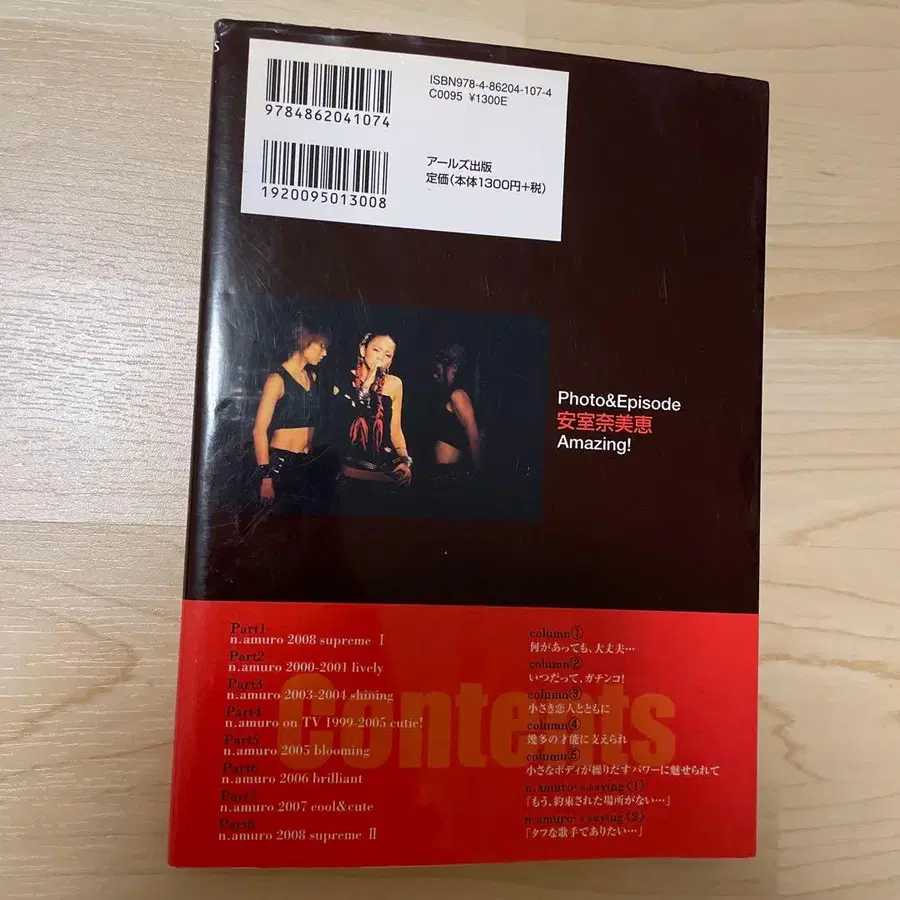 S
ISBN978-4-86204-107-4
C0095 ¥1300E
9784862041074
アールズ出版
定価(本体1300円+税)
1920095013008
Photo&Episode
安室奈美恵
Amazing!
Contents
Part1
n.amuro 2008 supreme Ⅰ
Part2
n.amuro 2000-2001 lively
Part3
n.amuro 2003-2004 shining
Part4
n.amuro on TV 1999-2005 cutie!
Part5
n.amuro 2005 blooming
Part6
n.amuro 2006 brilliant
Part7
n.amuro 2007 cool&cute
Part8
n.amuro 2008 supreme Ⅱ
column①
何があっても、大丈夫…
column②
いつだって、ガチンコ!
column③
小さき恋人とともに
column④
幾多の才能に支えられ
column⑤
小さなボディが繰りだすパワーに魅せられて
n.amuro's saying〈1〉
「もう、約束された場所がない…」
n.amuro's saying〈2〉
「タフな歌手でありたい…」